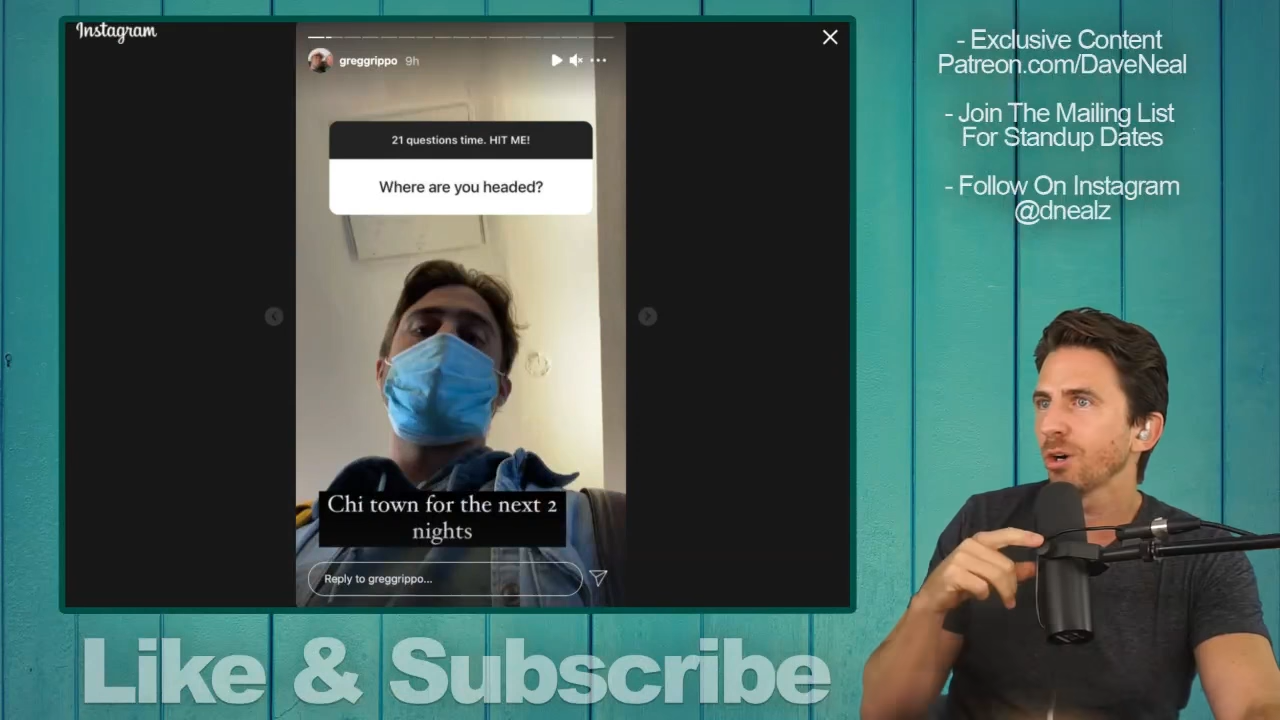 Instagram
greggrippo 9h
21 questions time. HIT ME!
Where are you headed?
Chi town for the next 2
nights
Reply to greggrippo...
- Exclusive Content
Patreon.com/DaveNeal
- Join The Mailing List
For Standup Dates
- Follow On Instagram
@dnealz
Like & Subscribe